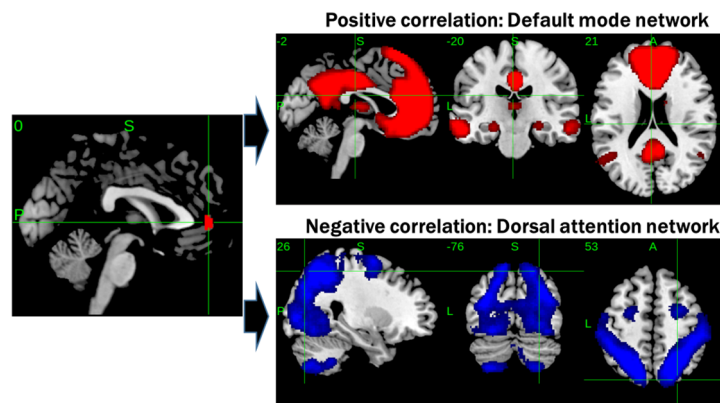 Positive correlation: Default mode network
-2
S
-20
S
21
A
P
L
L
0
S
P
Negative correlation: Dorsal attention network
26
S
-76
S
53
A
P
L
L